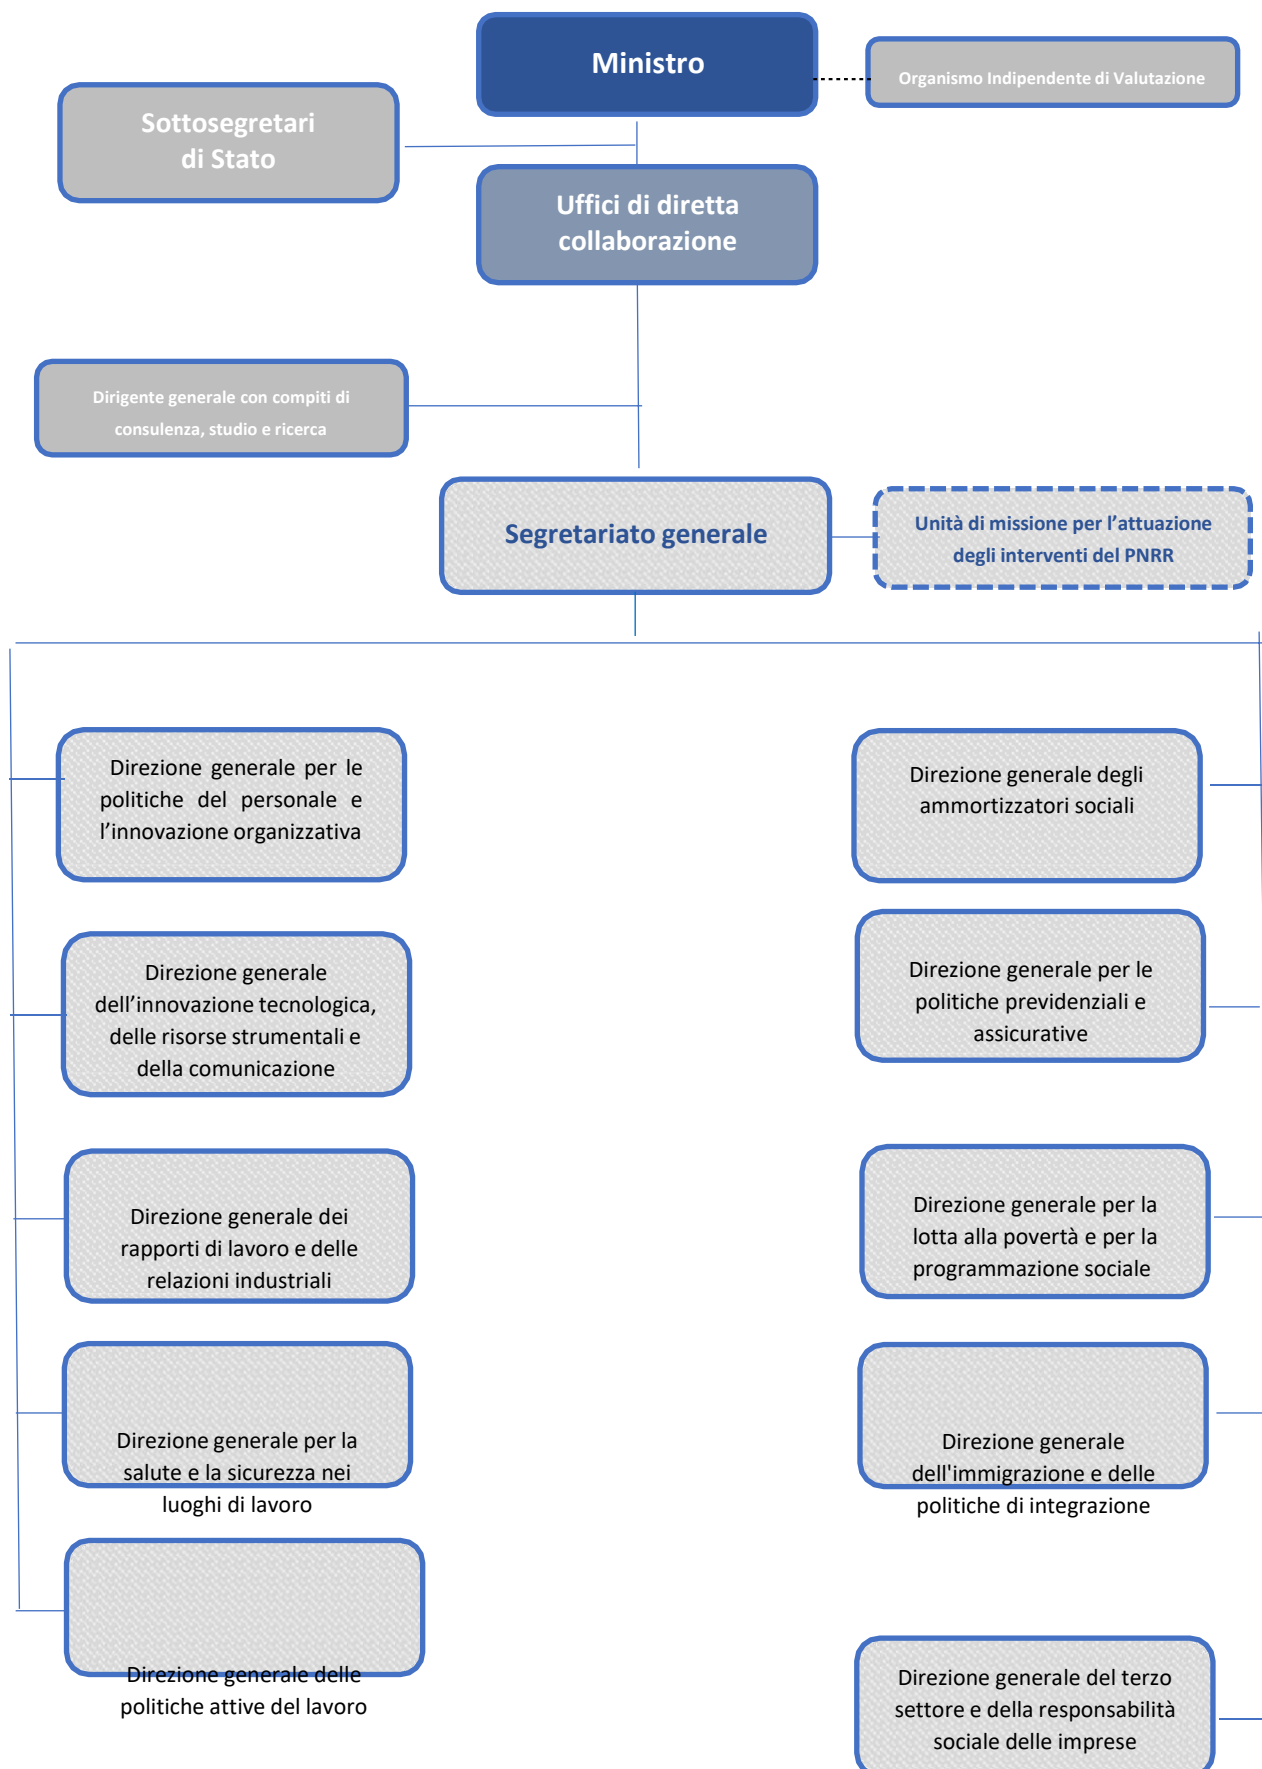 Ministro
Organismo Indipendente di Valutazione
Sottosegretari
di Stato
Uffici di diretta
collaborazione
Dirigente generale con compiti di
consulenza, studio e ricerca
Segretariato generale
Unità di missione per l’attuazione
degli interventi del PNRR
Direzione generale per le
politiche del personale e
l’innovazione organizzativa
Direzione generale degli
ammortizzatori sociali
Direzione generale
dell’innovazione tecnologica,
delle risorse strumentali e
della comunicazione
Direzione generale per le
politiche previdenziali e
assicurative
Direzione generale dei
rapporti di lavoro e delle
relazioni industriali
Direzione generale per la
lotta alla povertà e per la
programmazione sociale
Direzione generale per la
salute e la sicurezza nei
luoghi di lavoro
Direzione generale
dell'immigrazione e delle
politiche di integrazione
Direzione generale delle
politiche attive del lavoro
Direzione generale del terzo
settore e della responsabilità
sociale delle imprese